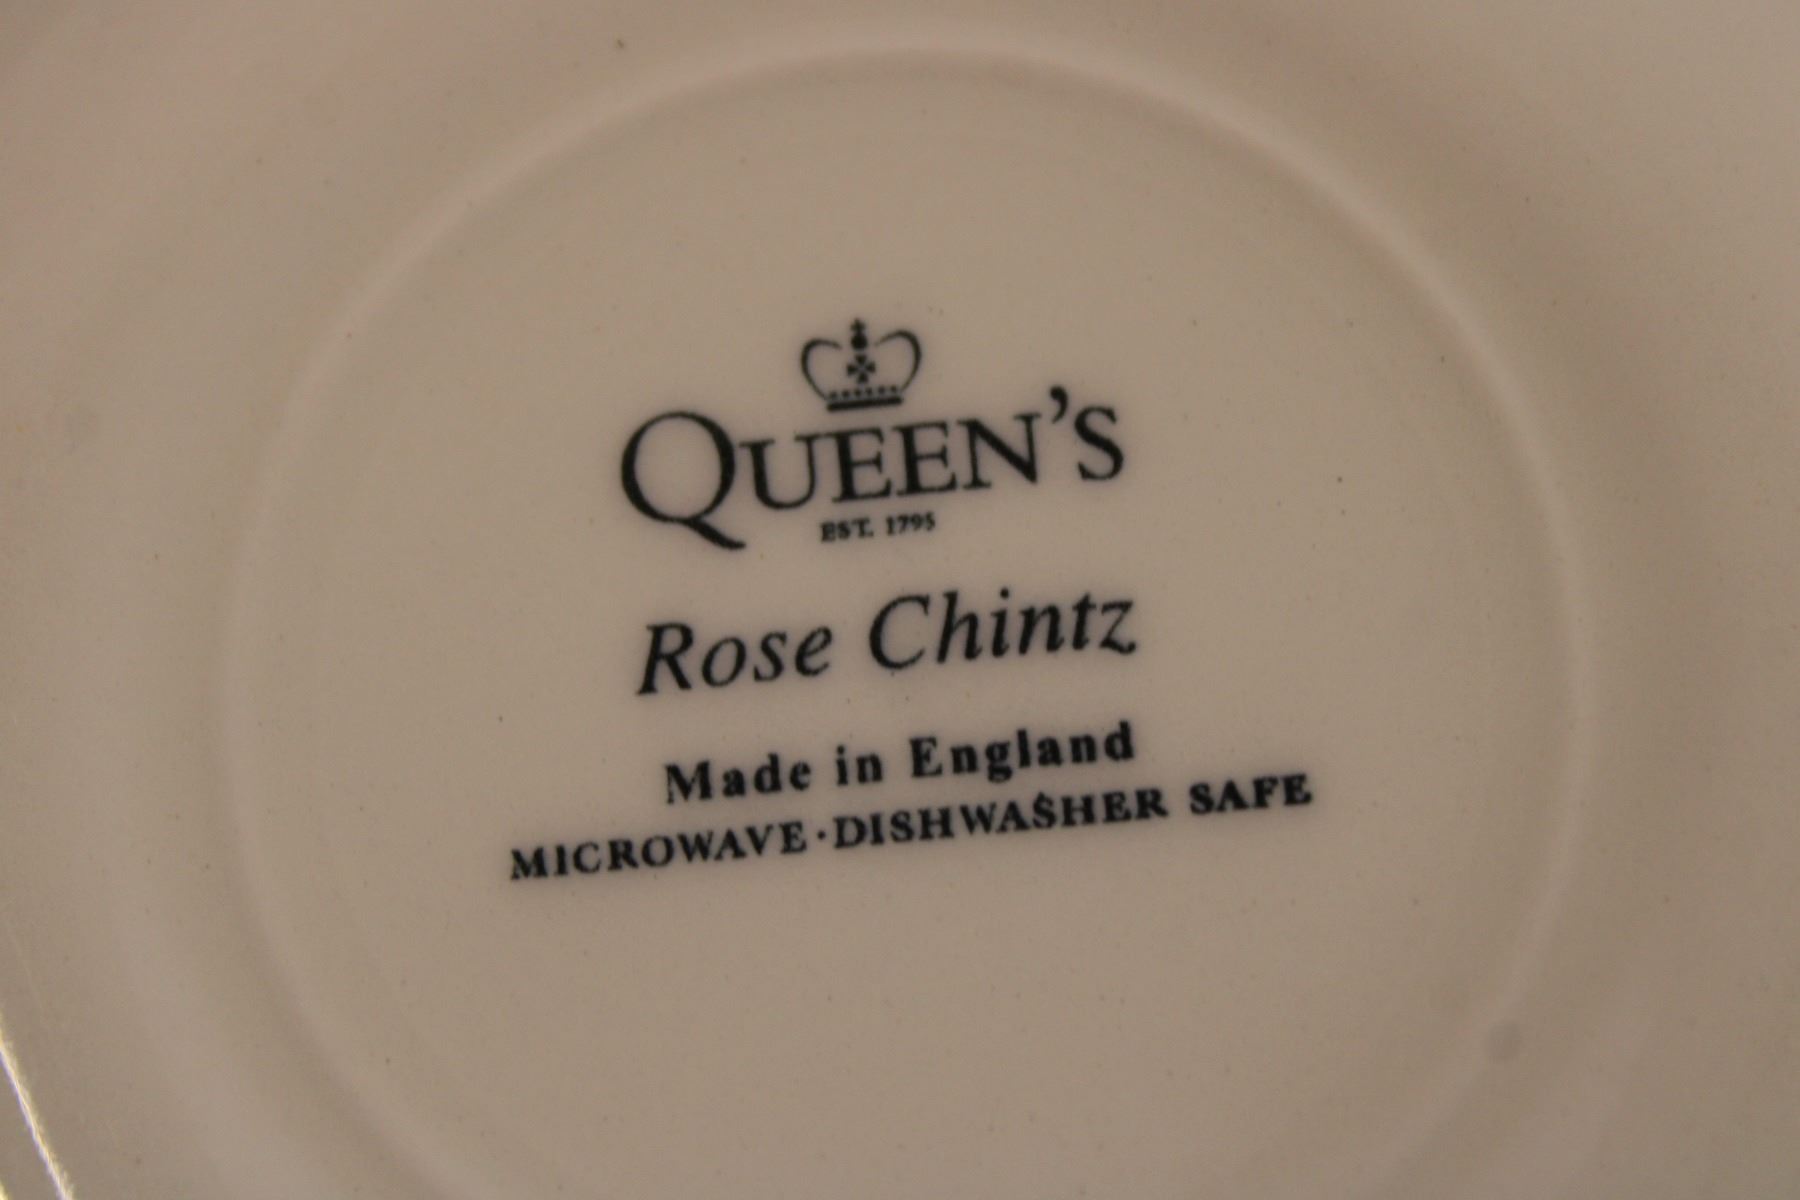 QUEEN'S
EST. 1795
Rose Chintz
Made in England
MICROWAVE·DISHWASHER SAFE